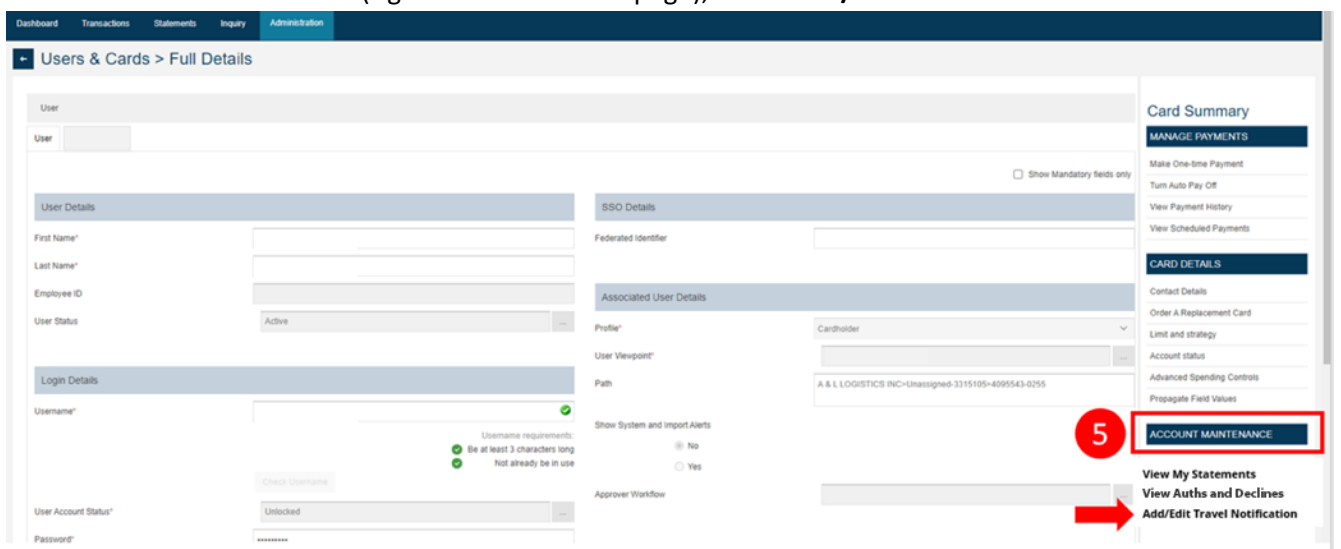 Dashboard Transactions Statements Inquiry Administration
Users & Cards > Full Details
User
User
Show Mandatory fields only
User Details
First Name*
Last Name*
Employee ID
User Status Active ...
Login Details
Username*
Username requirements:
Be at least 3 characters long
Not already be in use
Check Username
User Account Status* Unlocked ...
Password* •••••••••
SSO Details
Federated Identifier
Associated User Details
Profile* Cardholder
User Viewpoint* ...
Path A & L LOGISTICS INC>Unassigned-3315105>4095543-0255
Show System and Import Alerts
No
Yes
Approver Workflow ...
Card Summary
MANAGE PAYMENTS
Make One-time Payment
Turn Auto Pay Off
View Payment History
View Scheduled Payments
CARD DETAILS
Contact Details
Order A Replacement Card
Limit and strategy
Account status
Advanced Spending Controls
Propagate Field Values
5
ACCOUNT MAINTENANCE
View My Statements
View Auths and Declines
Add/Edit Travel Notification